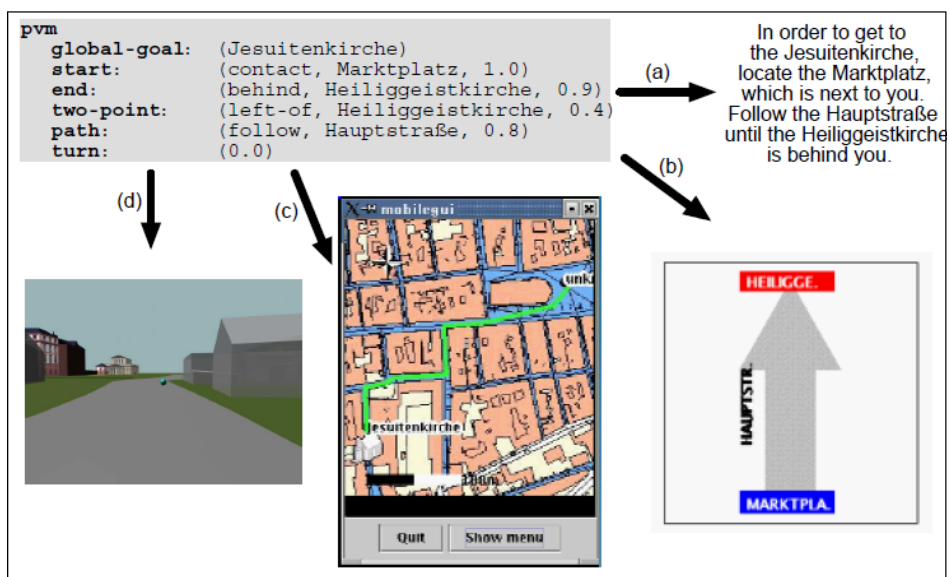 pvm
global-goal: (Jesuitenkirche)
start: (contact, Marktplatz, 1.0)
end: (behind, Heiliggeistkirche, 0.9)
two-point: (left-of, Heiliggeistkirche, 0.4)
path: (follow, Hauptstraße, 0.8)
turn: (0.0)
(a)
In order to get to
the Jesuitenkirche,
locate the Marktplatz,
which is next to you.
Follow the Hauptstraße
until the Heiliggeistkirche
is behind you.
(b)
(c)
(d)
mobilegui
Jesuitenkirche
Quit
Show menu
HEILIGGE.
HAUPTSTR.
MARKTPLA.